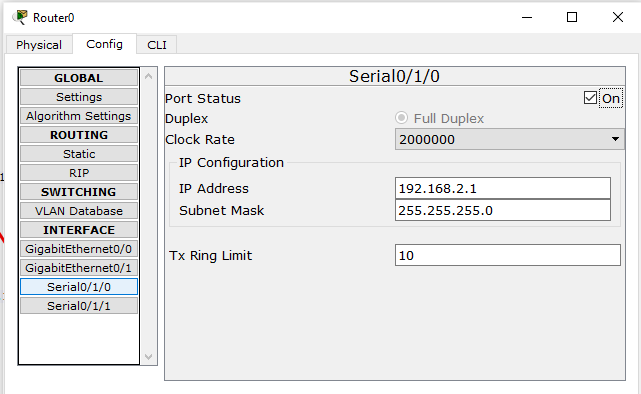 Router0
Physical Config CLI
GLOBAL
Settings
Algorithm Settings
ROUTING
Static
RIP
SWITCHING
VLAN Database
INTERFACE
GigabitEthernet0/0
GigabitEthernet0/1
Serial0/1/0
Serial0/1/1
Serial0/1/0
Port Status On
Duplex Full Duplex
Clock Rate 2000000
IP Configuration
IP Address 192.168.2.1
Subnet Mask 255.255.255.0
Tx Ring Limit 10